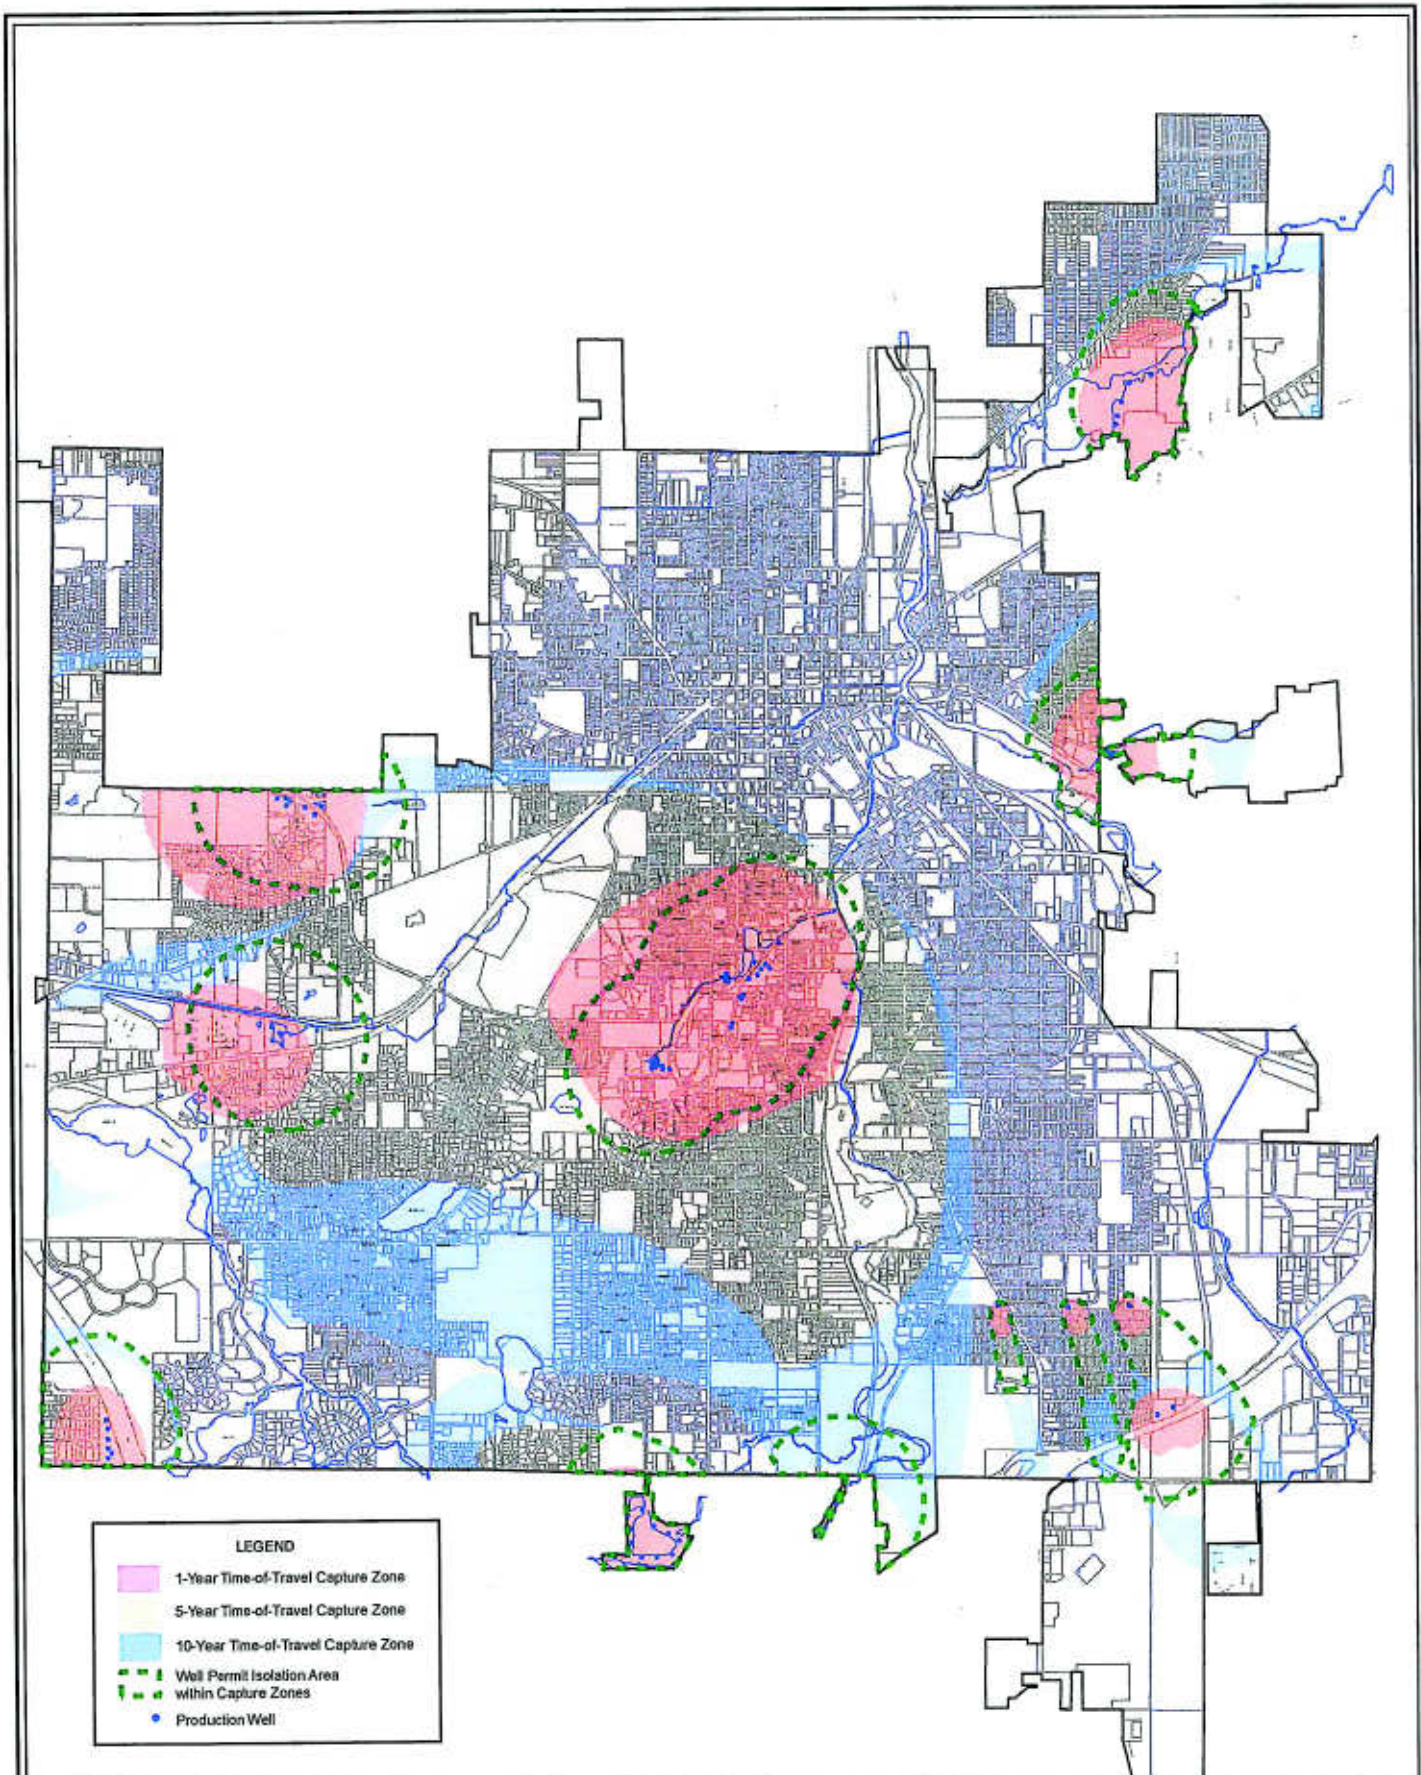 LEGEND
1-Year Time-of-Travel Capture Zone
5-Year Time-of-Travel Capture Zone
10-Year Time-of-Travel Capture Zone
Well Permit Isolation Area
within Capture Zones
Production Well